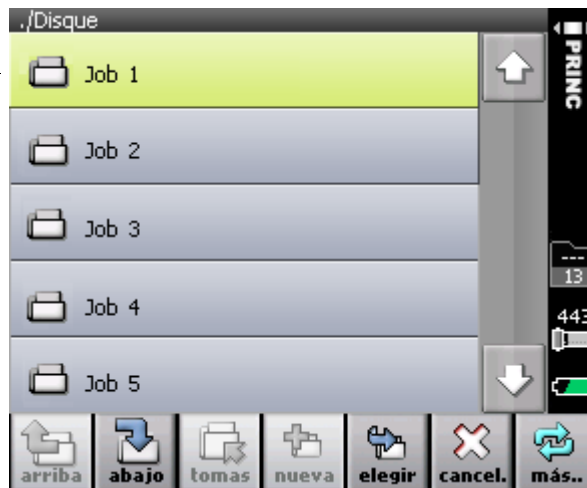 ./Disque
Job 1
Job 2
Job 3
Job 4
Job 5
PRINC
---
13
443
arriba abajo tomas nueva elegir cancel. más..